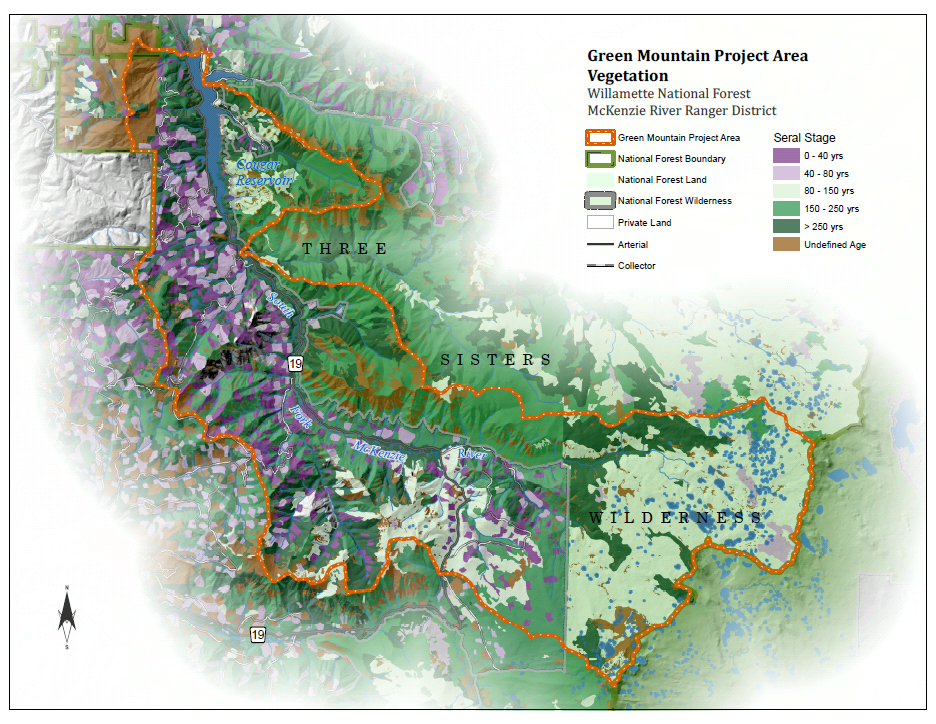 Green Mountain Project Area
Vegetation
Willamette National Forest
McKenzie River Ranger District
Green Mountain Project Area
National Forest Boundary
National Forest Land
National Forest Wilderness
Private Land
Arterial
Collector
Seral Stage
0 - 40 yrs
40 - 80 yrs
80 - 150 yrs
150 - 250 yrs
> 250 yrs
Undefined Age
Cougar
Reservoir
THREE
South
19
SISTERS
Fork
McKenzie
River
WILDERNESS
N
S
19